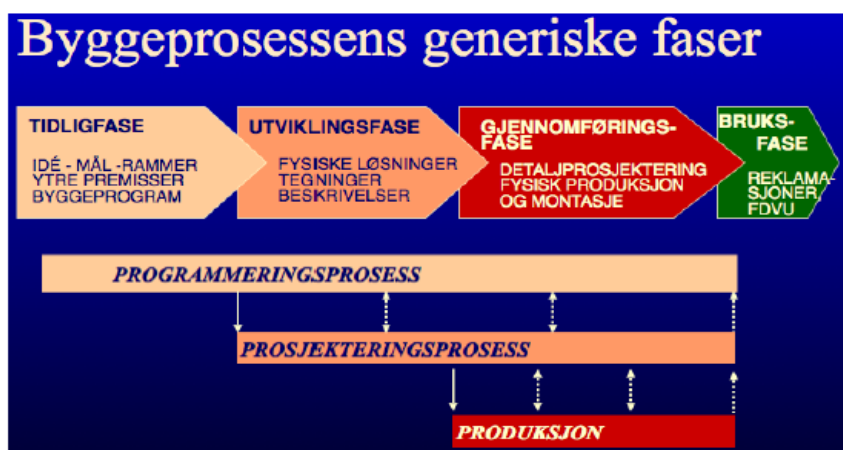 Byggeprosessens generiske faser
TIDLIGFASE
IDÉ - MÅL -RAMMER
YTRE PREMISSER
BYGGEPROGRAM
UTVIKLINGSFASE
FYSISKE LØSNINGER
TEGNINGER
BESKRIVELSER
GJENNOMFØRINGS-
FASE
DETALJPROSJEKTERING
FYSISK PRODUKSJON
OG MONTASJE
BRUKS-
FASE
REKLAMA-
SJONER,
FDVU
PROGRAMMERINGSPROSESS
PROSJEKTERINGSPROSESS
PRODUKSJON